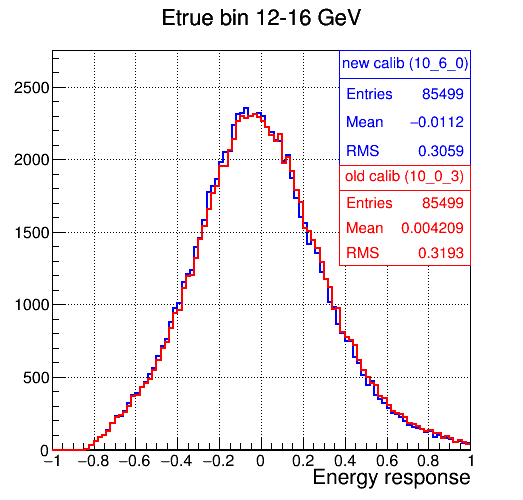 Etrue bin 12-16 GeV
new calib (10_6_0)
Entries 85499
Mean −0.0112
RMS 0.3059
old calib (10_0_3)
Entries 85499
Mean 0.004209
RMS 0.3193
2500
2000
1500
1000
500
0
−1 −0.8 −0.6 −0.4 −0.2 0 0.2 0.4 0.6 0.8 1
Energy response